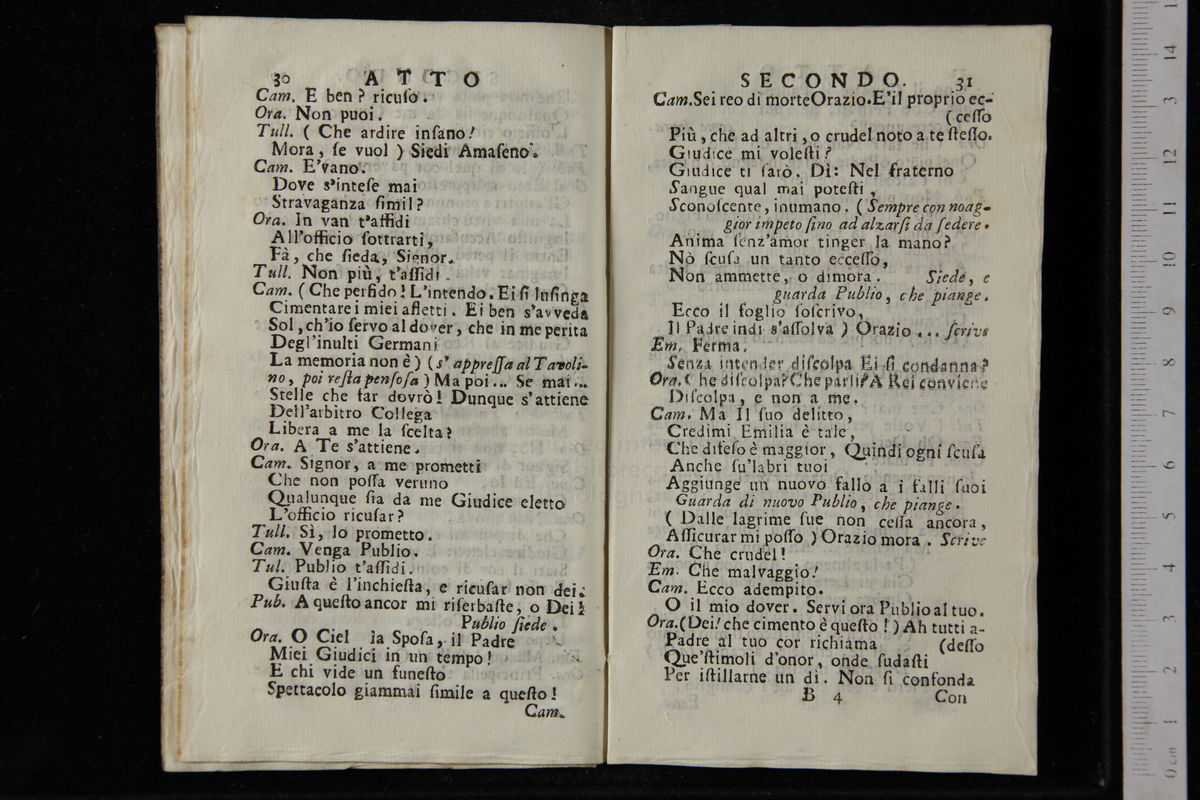 30 ATTO
Cam. E ben? ricuſo.
Ora. Non puoi.
Tull. ( Che ardire inſano!
Mora, ſe vuol ) Siedi Amaſeno.
Cam. E'vano.
Dove s'inteſe mai
Stravaganza ſimil?
Ora. In van t'affidi
All'officio ſottrarti,
Fà, che ſieda, Signor.
Tull. Non più, t'aſſidi.
Cam. ( Che perfido! L'intendo. Ei ſi luſinga
Cimentare i miei affetti. Ei ben s'avveda
Sol, ch'io ſervo al dover, che in me perita
Degl'inulti Germani
La memoria non è ) (s' appreſſa al Tavoli-
no, poi reſta penſoſa ) Ma poi... Se mai...
Stelle che far dovrò! Dunque s'attiene
Dell'arbitro Collega
Libera a me la ſcelta?
Ora. A Te s'attiene.
Cam. Signor, a me prometti
Che non poſſa veruno
Qualunque ſia da me Giudice eletto
L'officio ricuſar?
Tull. Sì, lo prometto.
Cam. Venga Publio.
Tul. Publio t'aſſidi.
Giuſta è l'inchieſta, e ricuſar non dei.
Pub. A queſto ancor mi riſerbaſte, o Dei!
Publio ſiede.
Ora. O Ciel la Spoſa, il Padre
Miei Giudici in un tempo!
E chi vide un funeſto
Spettacolo giammai ſimile a queſto!
Cam.
SECONDO. 31
Cam. Sei reo di morte Orazio. E'il proprio ec-
(ceſſo
Più, che ad altri, o crudel noto a te ſteſſo.
Giudice mi voleſti?
Giudice ti ſarò. Dì: Nel fraterno
Sangue qual mai poteſti,
Sconoſcente, inumano. ( Sempre con noag-
gior impeto ſino ad alzarſi da ſedere.
Anima ſenz'amor tinger la mano?
Nò ſcuſa un tanto ecceſſo,
Non ammette, o dimora. Siede, e
guarda Publio, che piange.
Ecco il foglio ſoſcrivo,
Il Padre indi s'aſſolva ) Orazio... ſcrive
Em. Ferma.
Senza intender diſcolpa Ei ſi condanna?
Ora. Che diſcolpa? Che parli? A Rei conviene
Diſcolpa, e non a me.
Cam. Ma Il ſuo delitto,
Credimi Emilia è tale,
Che difeſo è maggior, Quindi ogni ſcuſa
Anche ſu'labri tuoi
Aggiunge un nuovo fallo a i falli ſuoi
Guarda di nuovo Publio, che piange.
( Dalle lagrime ſue non ceſſa ancora,
Aſſicurar mi poſſo ) Orazio mora. Scrive
Ora. Che crudel!
Em. Che malvaggio!
Cam. Ecco adempito.
O il mio dover. Servi ora Publio al tuo.
Ora. (Dei! che cimento è queſto!) Ah tutti a-
Padre al tuo cor richiama (deſſo
Que'ſtimoli d'onor, onde ſudaſti
Per iſtillarne un dì. Non ſi confonda
B 4 Con